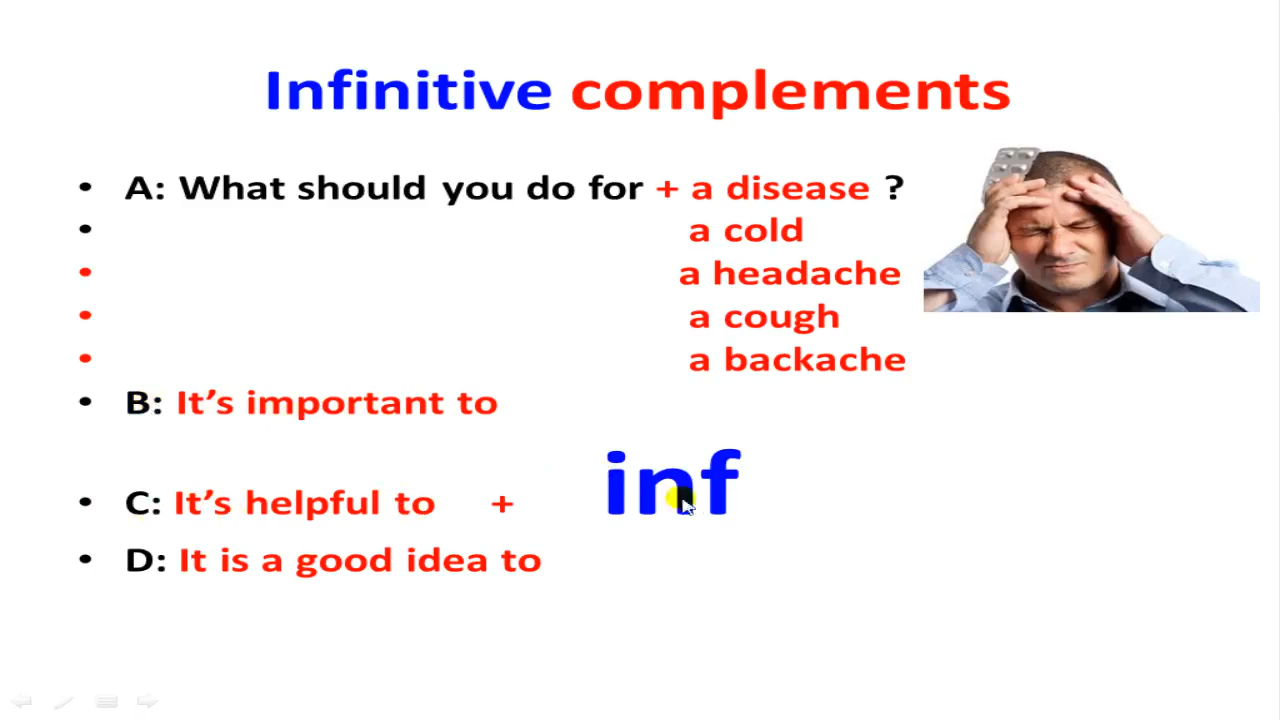 Infinitive complements
• A: What should you do for + a disease ?
• a cold
• a headache
• a cough
• a backache
• B: It’s important to
inf
• C: It’s helpful to +
• D: It is a good idea to